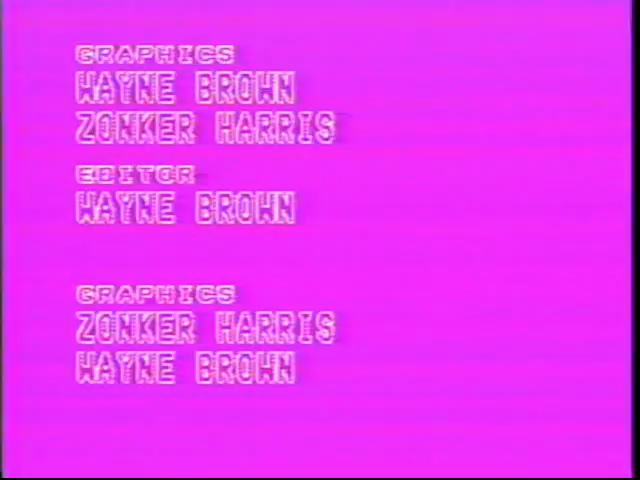 GRAPHICS
WAYNE BROWN
ZONKER HARRIS
EDITOR
WAYNE BROWN
GRAPHICS
ZONKER HARRIS
WAYNE BROWN